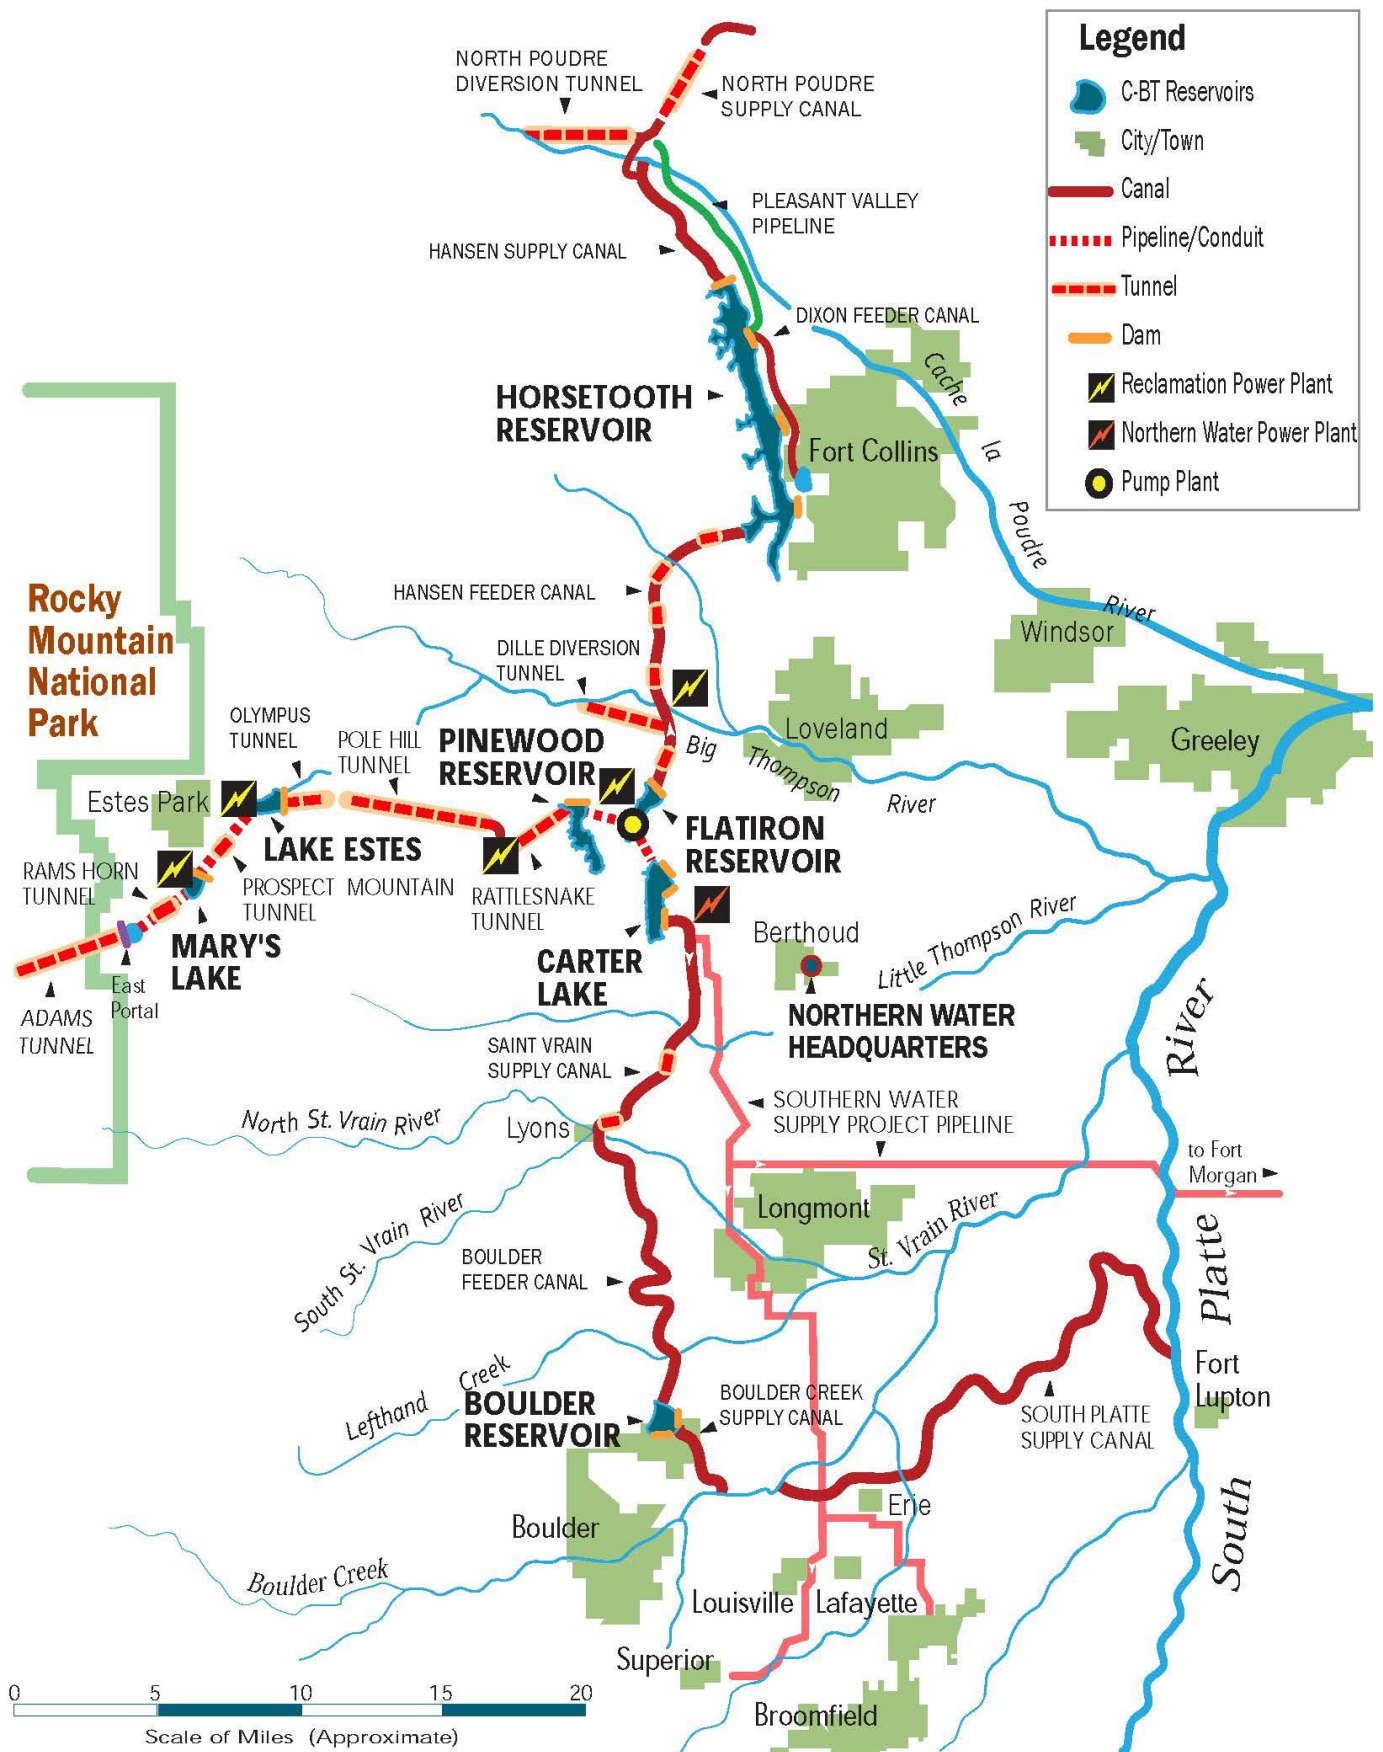 Legend
C-BT Reservoirs
City/Town
Canal
Pipeline/Conduit
Tunnel
Dam
Reclamation Power Plant
Northern Water Power Plant
Pump Plant
NORTH POUDRE
DIVERSION TUNNEL
NORTH POUDRE
SUPPLY CANAL
PLEASANT VALLEY
PIPELINE
HANSEN SUPPLY CANAL
DIXON FEEDER CANAL
HORSETOOTH
RESERVOIR
Fort Collins
Cache
la
Poudre
River
Windsor
Greeley
HANSEN FEEDER CANAL
DILLE DIVERSION
TUNNEL
Loveland
Big
Thompson
River
Rocky
Mountain
National
Park
OLYMPUS
TUNNEL
POLE HILL
TUNNEL
PINEWOOD
RESERVOIR
Estes Park
LAKE ESTES
FLATIRON
RESERVOIR
RAMS HORN
TUNNEL
PROSPECT MOUNTAIN
TUNNEL
RATTLESNAKE
TUNNEL
MARY'S
LAKE
East
Portal
ADAMS
TUNNEL
CARTER
LAKE
Berthoud
Little Thompson River
NORTHERN WATER
HEADQUARTERS
SAINT VRAIN
SUPPLY CANAL
SOUTHERN WATER
SUPPLY PROJECT PIPELINE
North St. Vrain River
Lyons
to Fort
Morgan
Longmont
St. Vrain River
South St. Vrain River
BOULDER
FEEDER CANAL
Lefthand Creek
BOULDER
RESERVOIR
BOULDER CREEK
SUPPLY CANAL
SOUTH PLATTE
SUPPLY CANAL
Fort
Lupton
South Platte River
Erie
Boulder
Boulder Creek
Louisville
Lafayette
Superior
Broomfield
0 5 10 15 20
Scale of Miles (Approximate)